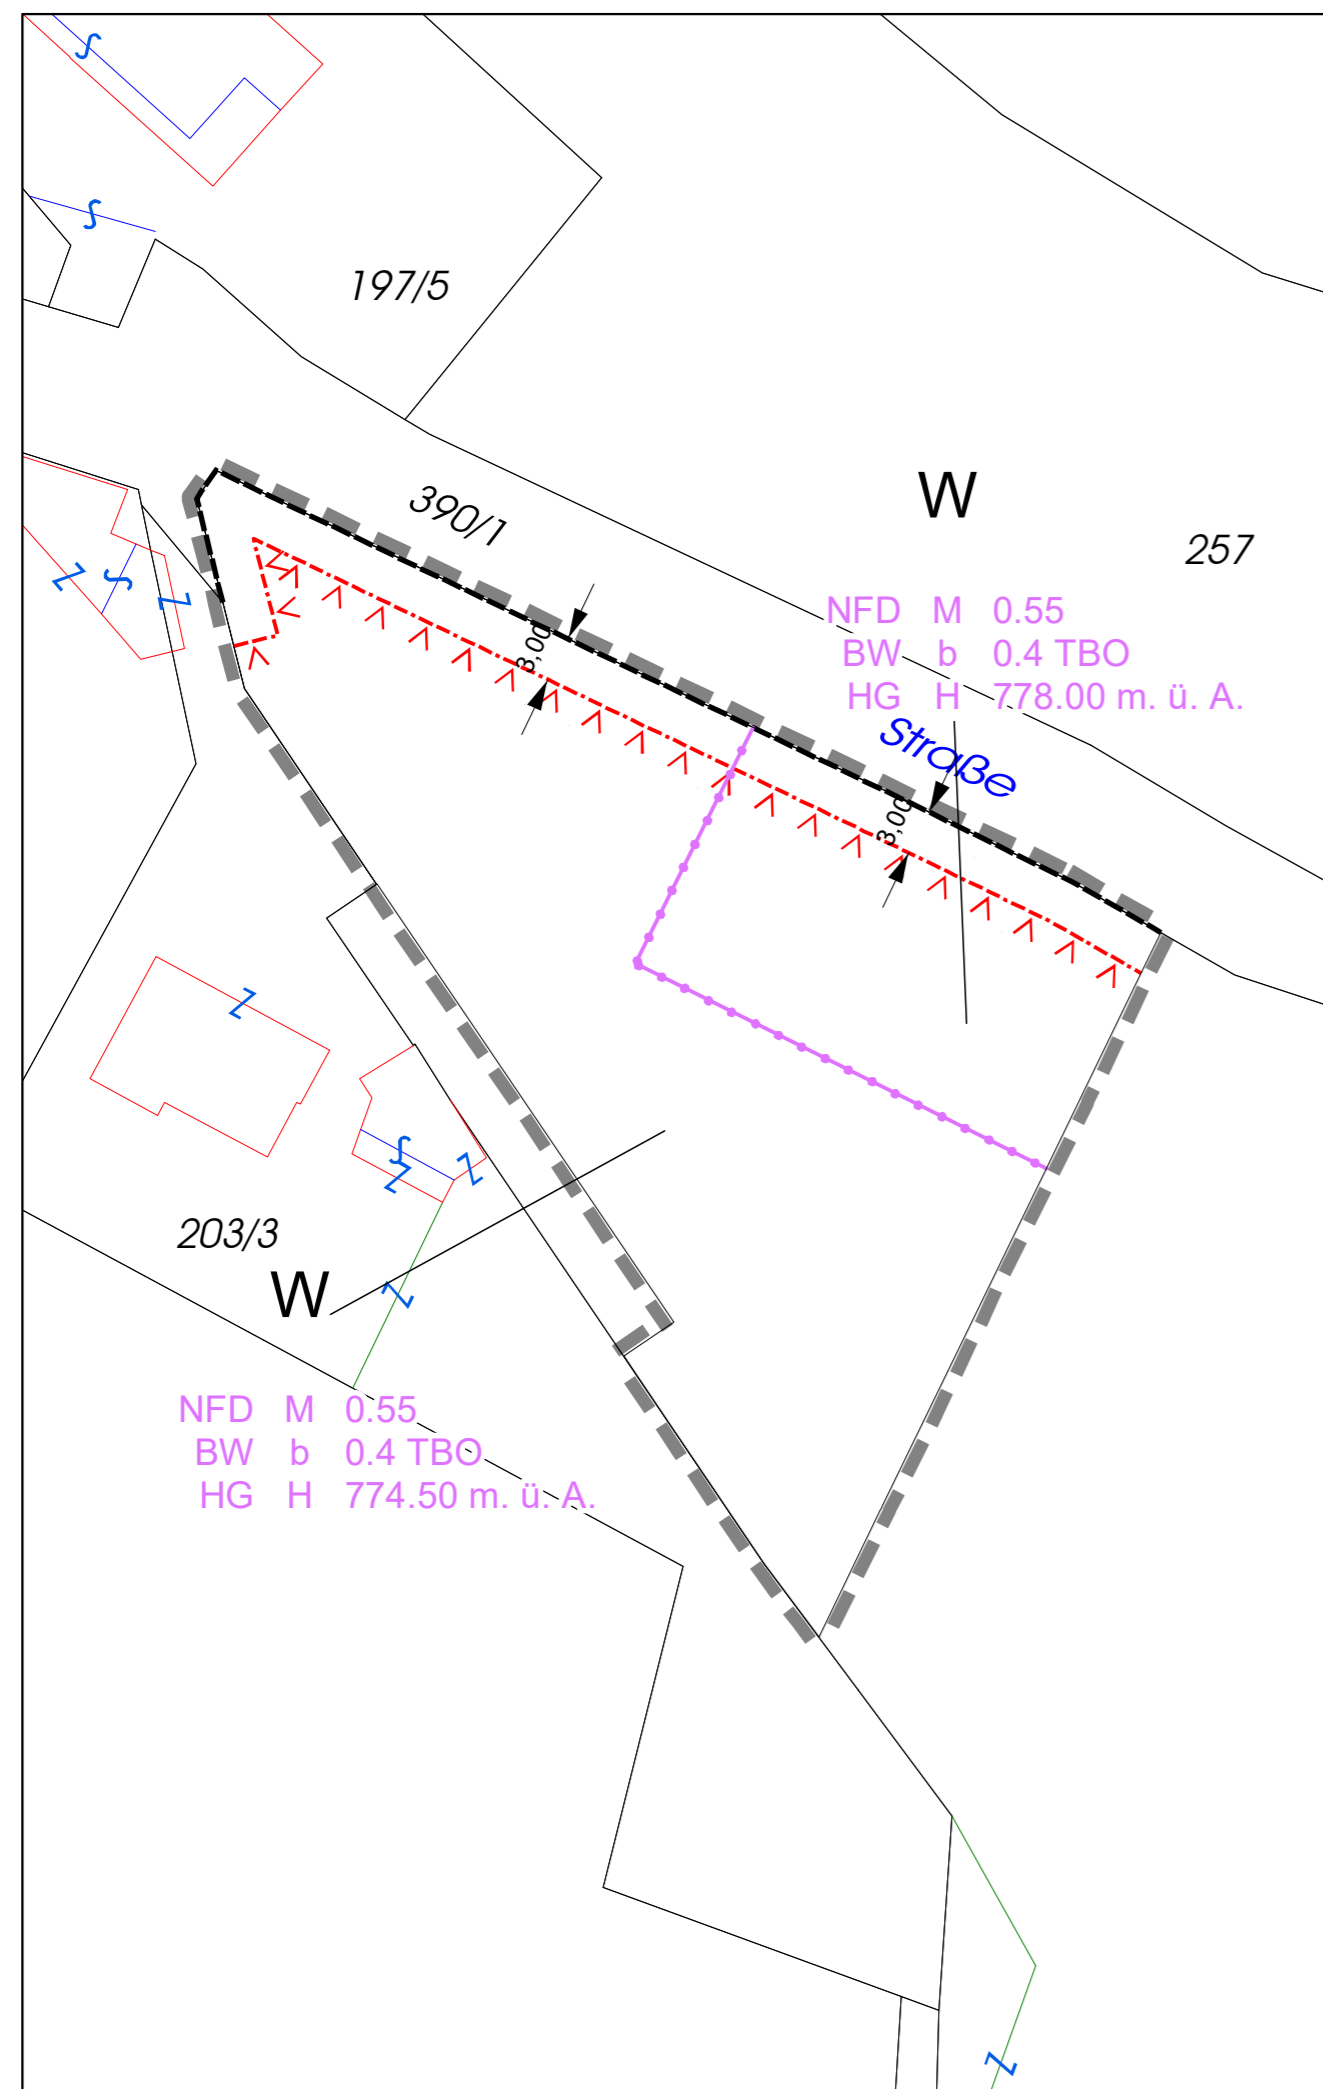 197/5
390/1
W
257
NFD M 0.55
BW b 0.4 TBO
HG H 778.00 m. ü. A.
3,00
Straße
3,00
203/3
W
NFD M 0.55
BW b 0.4 TBO
HG H 774.50 m. ü. A.